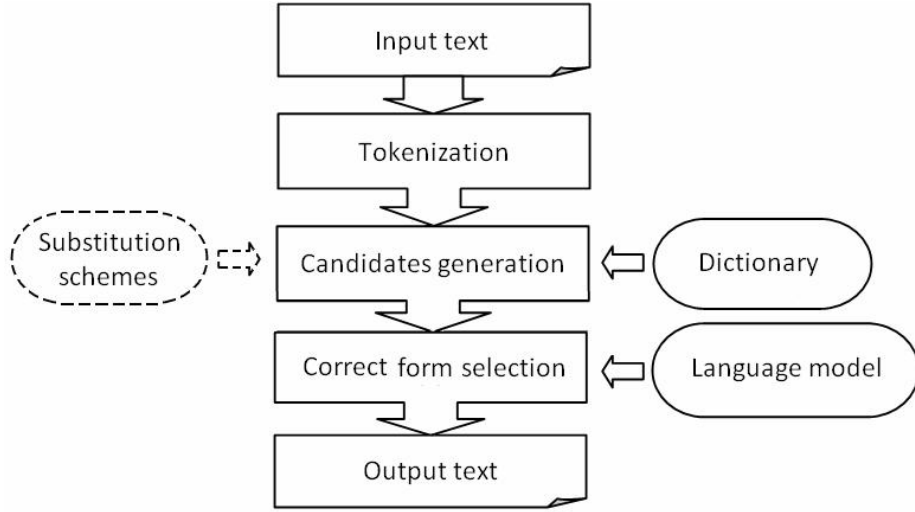 Input text
Tokenization
Substitution
schemes
Candidates generation
Dictionary
Correct form selection
Language model
Output text